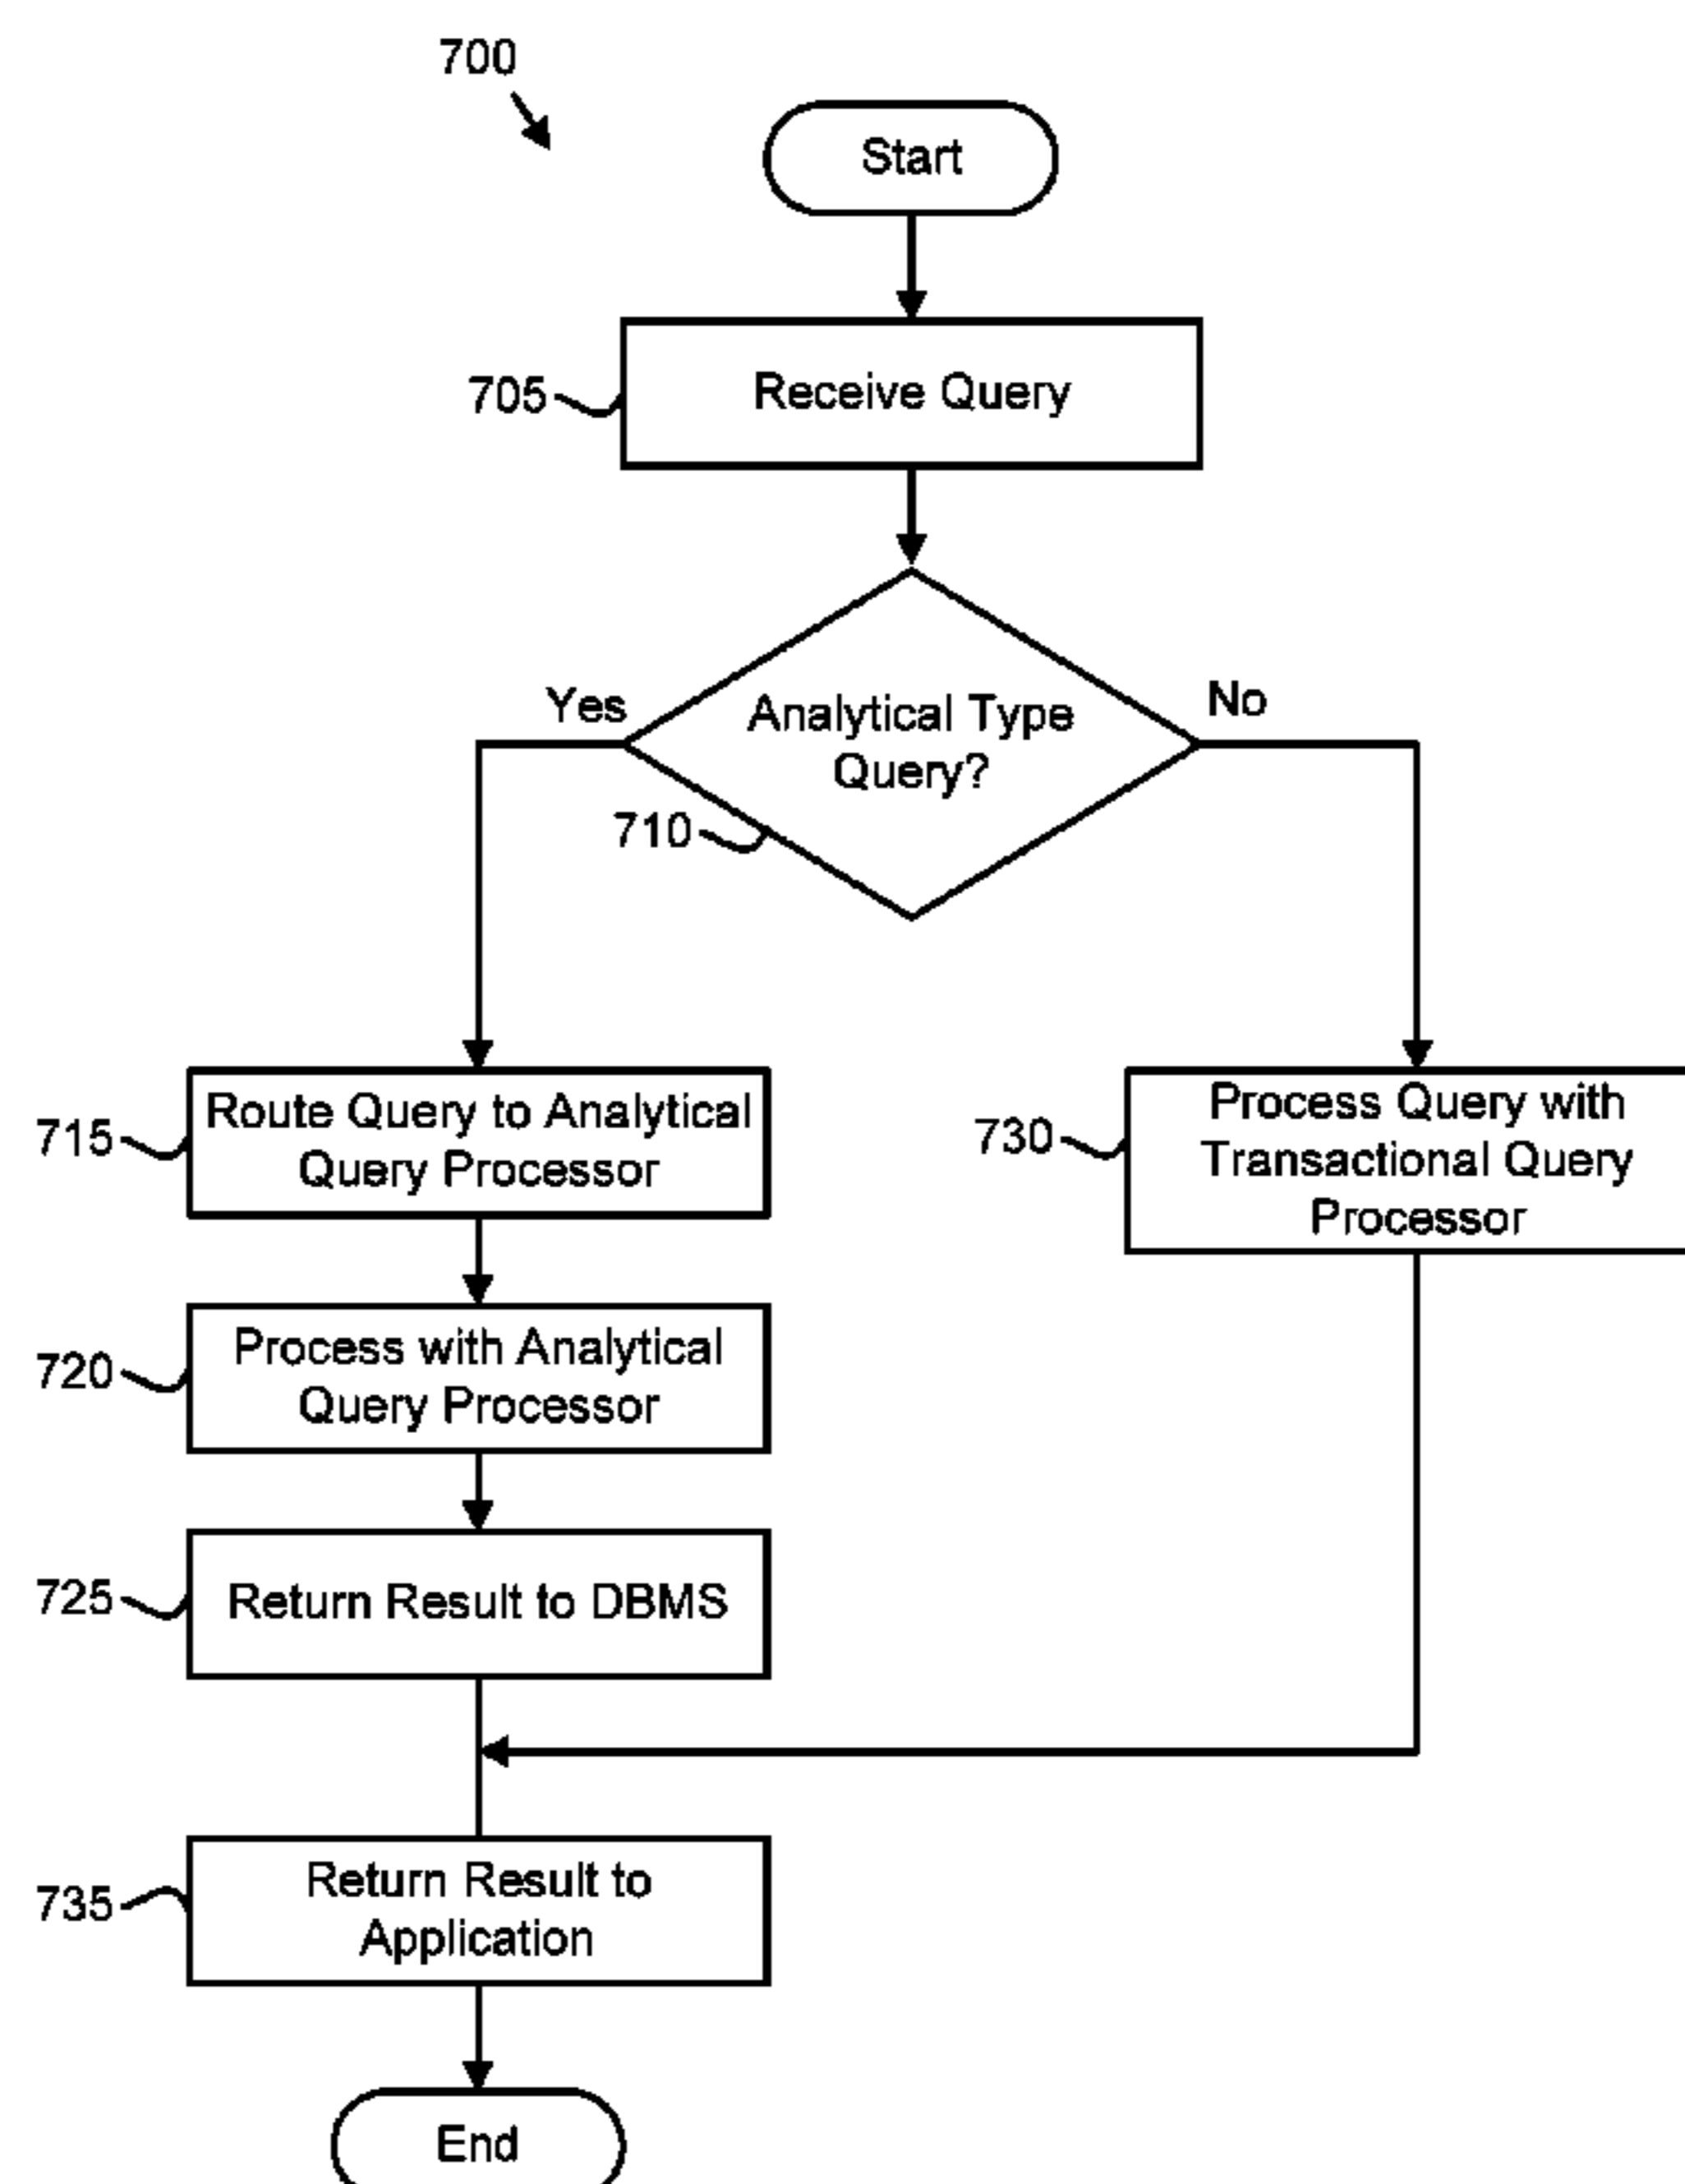 700
Start
705
Receive Query
Yes
Analytical Type
Query?
No
710
715
Route Query to Analytical
Query Processor
730
Process Query with
Transactional Query
Processor
720
Process with Analytical
Query Processor
725
Return Result to DBMS
735
Return Result to
Application
End